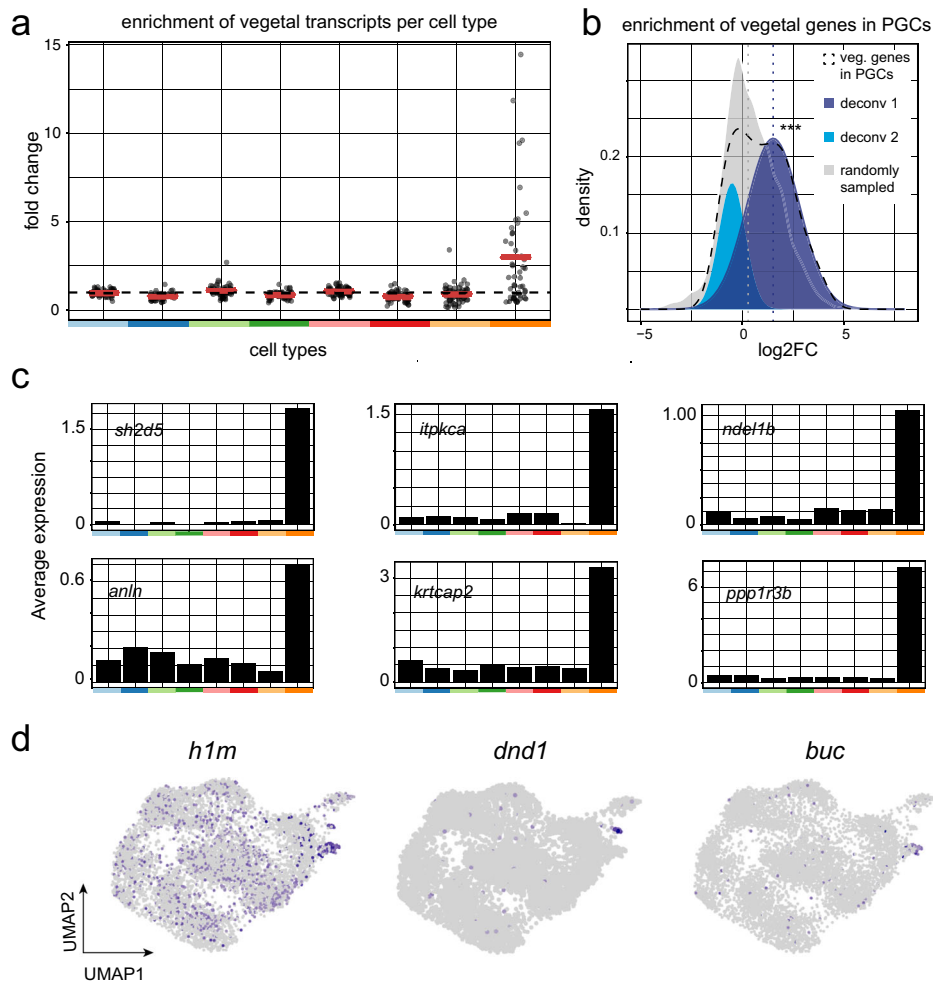 a
enrichment of vegetal transcripts per cell type
15
10
5
0
fold change
cell types
b
enrichment of vegetal genes in PGCs
veg. genes
in PGCs
deconv 1
deconv 2
randomly
sampled
***
0.2
0.1
density
−5
0
5
log2FC
c
Average expression
1.5
0
sh2d5
1.5
0
itpkca
1.00
0
ndel1b
0.6
0
anln
3
0
krtcap2
6
0
ppp1r3b
d
h1m
dnd1
buc
UMAP2
UMAP1